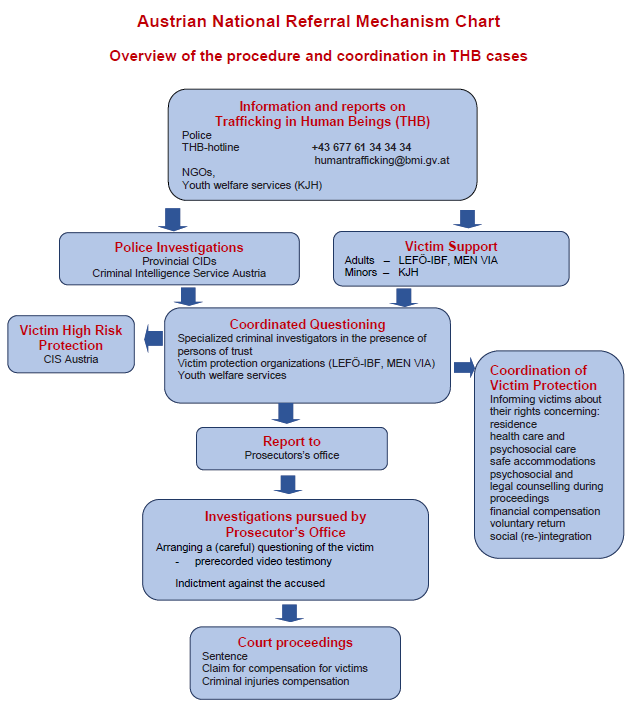 Austrian National Referral Mechanism Chart
Overview of the procedure and coordination in THB cases
Information and reports on
Trafficking in Human Beings (THB)
Police
THB-hotline +43 677 61 34 34 34
humantrafficking@bmi.gv.at
NGOs,
Youth welfare services (KJH)
Police Investigations
Provincial CIDs
Criminal Intelligence Service Austria
Victim Support
Adults – LEFÖ-IBF, MEN VIA
Minors – KJH
Victim High Risk
Protection
CIS Austria
Coordinated Questioning
Specialized criminal investigators in the presence of
persons of trust
Victim protection organizations (LEFÖ-IBF, MEN VIA)
Youth welfare services
Coordination of
Victim Protection
Informing victims about
their rights concerning:
residence
health care and
psychosocial care
safe accommodations
psychosocial and
legal counselling during
proceedings
financial compensation
voluntary return
social (re-)integration
Report to
Prosecutors's office
Investigations pursued by
Prosecutor's Office
Arranging a (careful) questioning of the victim
- prerecorded video testimony
Indictment against the accused
Court proceedings
Sentence
Claim for compensation for victims
Criminal injuries compensation